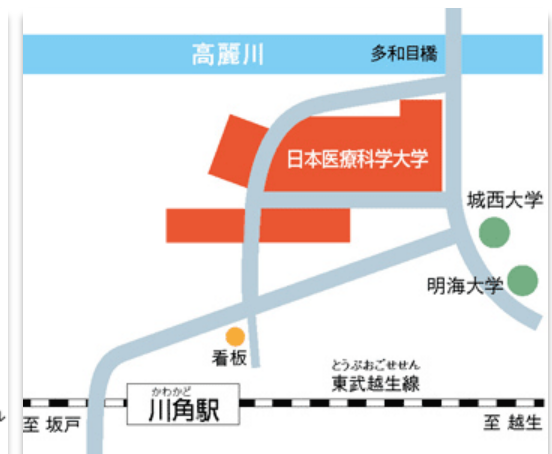 高麗川
多和目橋
日本医療科学大学
城西大学
明海大学
看板
とうぶおごせせん
東武越生線
かわかど
川角駅
至 坂戸
至 越生
ル